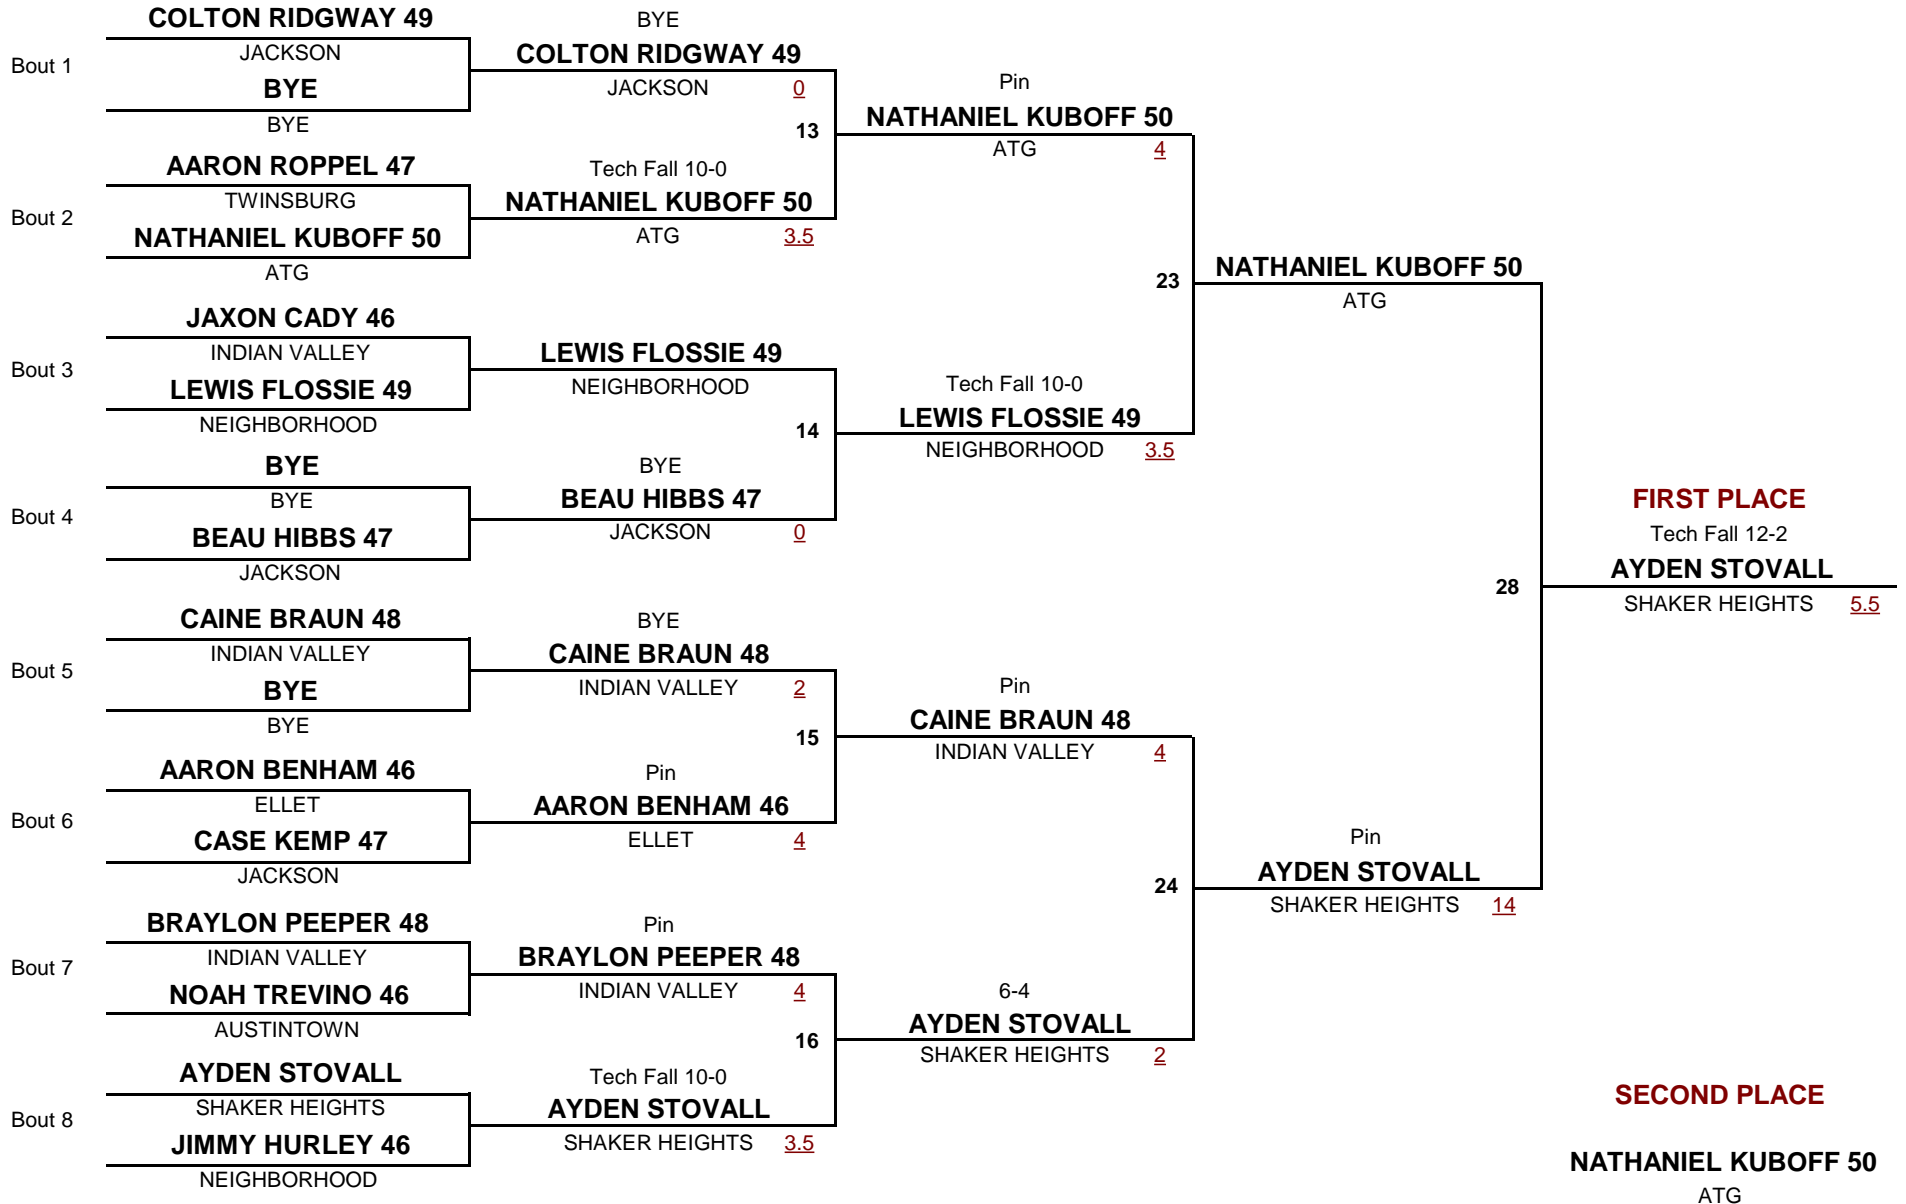 COLTON RIDGWAY 49
Bout 1
JACKSON
BYE
BYE
AARON ROPPEL 47
Bout 2
TWINSBURG
NATHANIEL KUBOFF 50
ATG
JAXON CADY 46
Bout 3
INDIAN VALLEY
LEWIS FLOSSIE 49
NEIGHBORHOOD
BYE
Bout 4
BYE
BEAU HIBBS 47
JACKSON
CAINE BRAUN 48
Bout 5
INDIAN VALLEY
BYE
BYE
AARON BENHAM 46
Bout 6
ELLET
CASE KEMP 47
JACKSON
BRAYLON PEEPER 48
Bout 7
INDIAN VALLEY
NOAH TREVINO 46
AUSTINTOWN
AYDEN STOVALL
Bout 8
SHAKER HEIGHTS
JIMMY HURLEY 46
NEIGHBORHOOD
BYE
COLTON RIDGWAY 49
JACKSON 0
13
Tech Fall 10-0
NATHANIEL KUBOFF 50
ATG 3.5
LEWIS FLOSSIE 49
NEIGHBORHOOD
14
BYE
BEAU HIBBS 47
JACKSON 0
BYE
CAINE BRAUN 48
INDIAN VALLEY 2
15
Pin
AARON BENHAM 46
ELLET 4
Pin
BRAYLON PEEPER 48
INDIAN VALLEY 4
16
Tech Fall 10-0
AYDEN STOVALL
SHAKER HEIGHTS 3.5
Pin
NATHANIEL KUBOFF 50
ATG 4
23
Tech Fall 10-0
LEWIS FLOSSIE 49
NEIGHBORHOOD 3.5
Pin
CAINE BRAUN 48
INDIAN VALLEY 4
24
6-4
AYDEN STOVALL
SHAKER HEIGHTS 2
NATHANIEL KUBOFF 50
ATG
28
Pin
AYDEN STOVALL
SHAKER HEIGHTS 14
FIRST PLACE
Tech Fall 12-2
AYDEN STOVALL
SHAKER HEIGHTS 5.5
SECOND PLACE
NATHANIEL KUBOFF 50
ATG